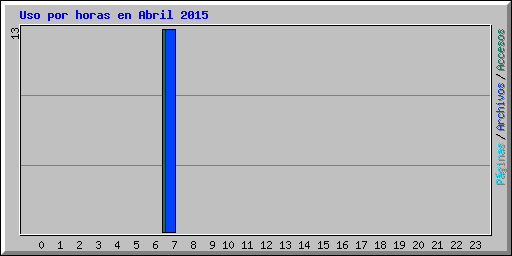 Uso por horas en Abril 2015
13
Páginas / Archivos / Accesos
0 1 2 3 4 5 6 7 8 9 10 11 12 13 14 15 16 17 18 19 20 21 22 23